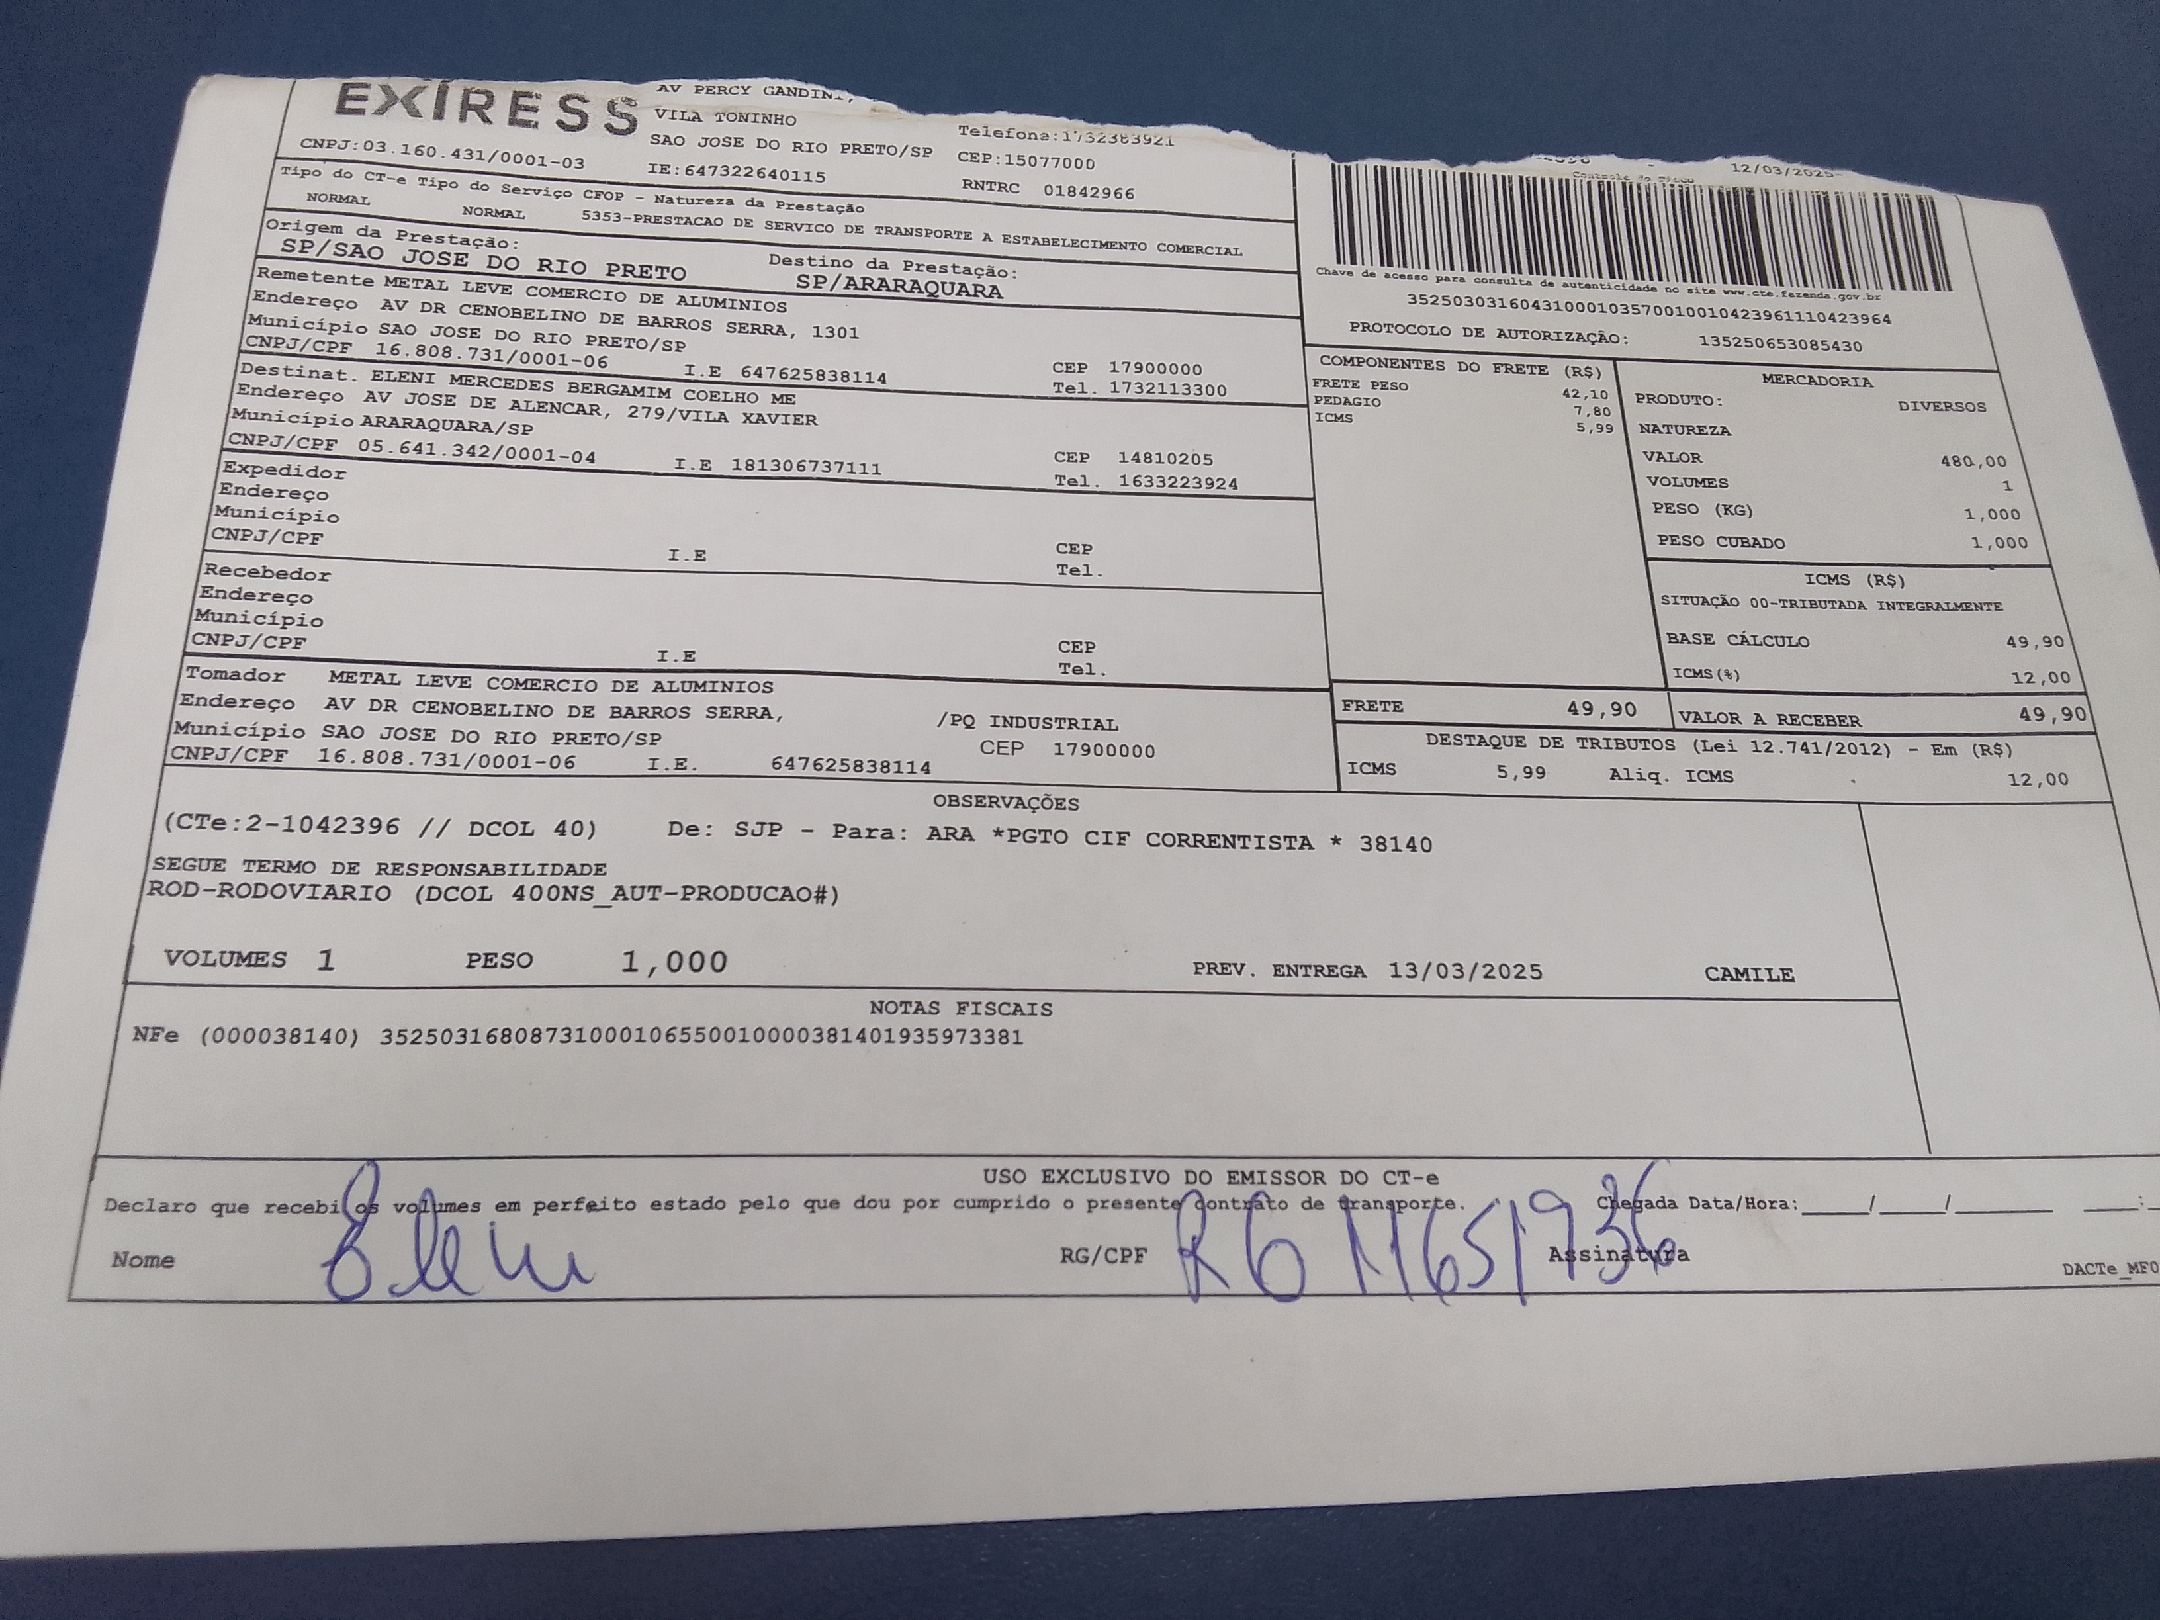 EXIRESS
AV PERCY GANDINI,
VILA TONINHO
Telefone:1732383921
SAO JOSE DO RIO PRETO/SP CEP:15077000
CNPJ:03.160.431/0001-03 IE:647322640115 RNTRC 01842966
12/03/2025
Tipo do CT-e Tipo do Serviço CFOP - Natureza da Prestação
NORMAL NORMAL 5353-PRESTACAO DE SERVICO DE TRANSPORTE A ESTABELECIMENTO COMERCIAL
Origem da Prestação: Destino da Prestação:
SP/SAO JOSE DO RIO PRETO SP/ARARAQUARA
Chave de acesso para consulta de autenticidade no site www.cte.fazenda.gov.br
35250303160431000103570010010423961110423964
PROTOCOLO DE AUTORIZAÇÃO: 135250653085430
Remetente METAL LEVE COMERCIO DE ALUMINIOS
Endereço AV DR CENOBELINO DE BARROS SERRA, 1301
Município SAO JOSE DO RIO PRETO/SP CEP 17900000
CNPJ/CPF 16.808.731/0001-06 I.E 647625838114 Tel. 1732113300
Destinat. ELENI MERCEDES BERGAMIM COELHO ME
Endereço AV JOSE DE ALENCAR, 279/VILA XAVIER
Município ARARAQUARA/SP CEP 14810205
CNPJ/CPF 05.641.342/0001-04 I.E 181306737111 Tel. 1633223924
Expedidor
Endereço
Município CEP
CNPJ/CPF I.E Tel.
Recebedor
Endereço
Município CEP
CNPJ/CPF I.E Tel.
Tomador METAL LEVE COMERCIO DE ALUMINIOS
Endereço AV DR CENOBELINO DE BARROS SERRA, /PQ INDUSTRIAL
Município SAO JOSE DO RIO PRETO/SP CEP 17900000
CNPJ/CPF 16.808.731/0001-06 I.E. 647625838114
COMPONENTES DO FRETE (R$)
FRETE PESO 42,10
PEDAGIO 7,80
ICMS 5,99
MERCADORIA
PRODUTO: DIVERSOS
NATUREZA
VALOR 480,00
VOLUMES 1
PESO (KG) 1,000
PESO CUBADO 1,000
ICMS (R$)
SITUAÇÃO 00-TRIBUTADA INTEGRALMENTE
BASE CÁLCULO 49,90
ICMS(%) 12,00
FRETE 49,90 VALOR A RECEBER 49,90
DESTAQUE DE TRIBUTOS (Lei 12.741/2012) - Em (R$)
ICMS 5,99 Aliq. ICMS 12,00
OBSERVAÇÕES
(CTe:2-1042396 // DCOL 40) De: SJP - Para: ARA *PGTO CIF CORRENTISTA * 38140
SEGUE TERMO DE RESPONSABILIDADE
ROD-RODOVIARIO (DCOL 400NS_AUT-PRODUCAO#)
VOLUMES 1 PESO 1,000 PREV. ENTREGA 13/03/2025 CAMILE
NOTAS FISCAIS
NFe (000038140) 35250316808731000106550010000381401935973381
USO EXCLUSIVO DO EMISSOR DO CT-e
Declaro que recebi os volumes em perfeito estado pelo que dou por cumprido o presente contrato de transporte. Chegada Data/Hora:____/____/______ ___:_
Nome Eleni RG/CPF RG 11651936 Assinatura
DACTe_MF0